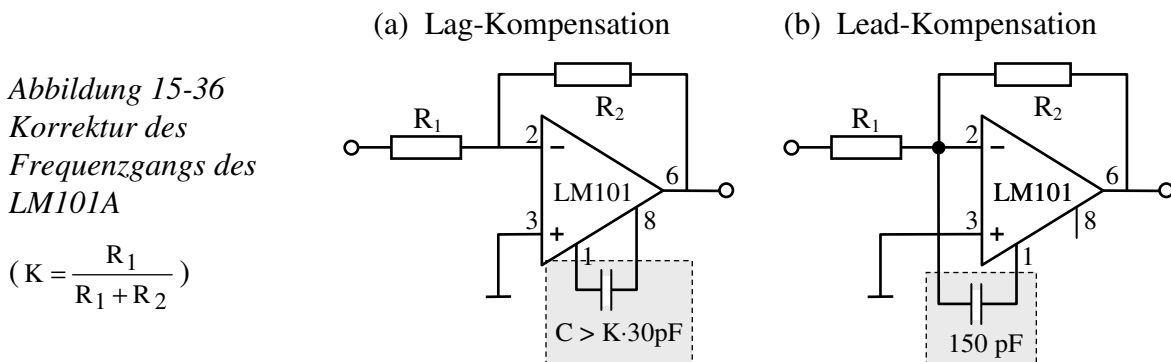 (a) Lag-Kompensation
(b) Lead-Kompensation
Abbildung 15-36
Korrektur des
Frequenzgangs des
LM101A
( K = R₁ / (R₁ + R₂) )
R₁
R₂
2
−
3
+
LM101
6
8
1
C > K·30pF
R₁
R₂
2
−
3
+
LM101
6
8
1
150 pF